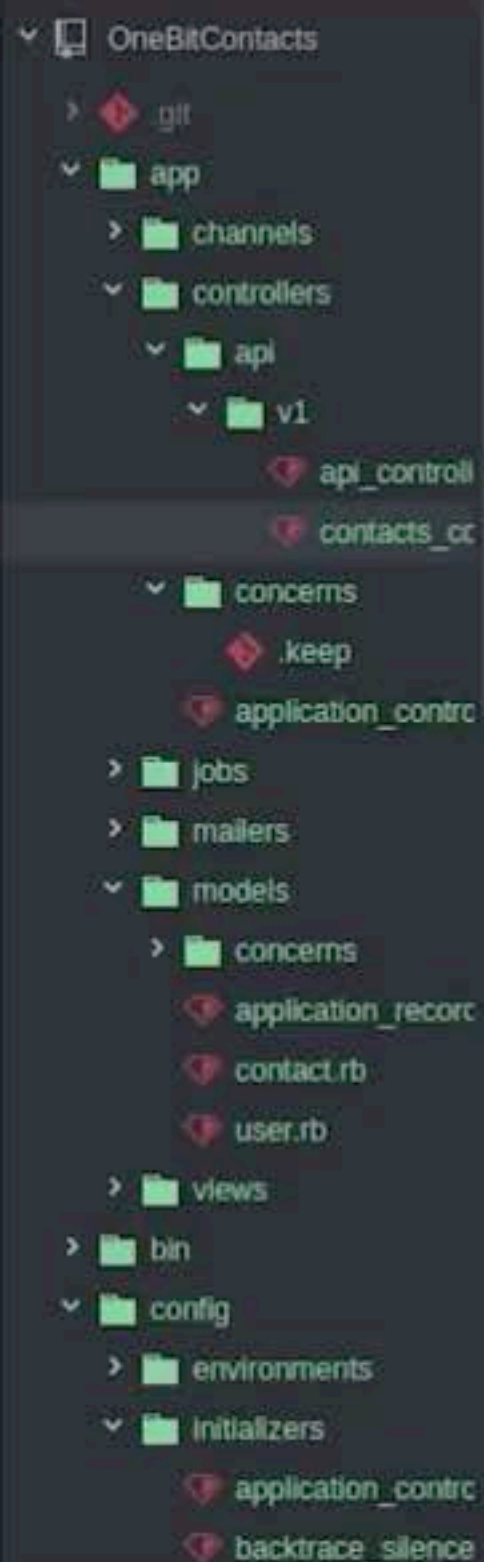 OneBitContacts
.git
app
channels
controllers
api
v1
api_controll
contacts_cc
concerns
.keep
application_contrc
jobs
mailers
models
concerns
application_recorc
contact.rb
user.rb
views
bin
config
environments
initializers
application_contrc
backtrace_silence